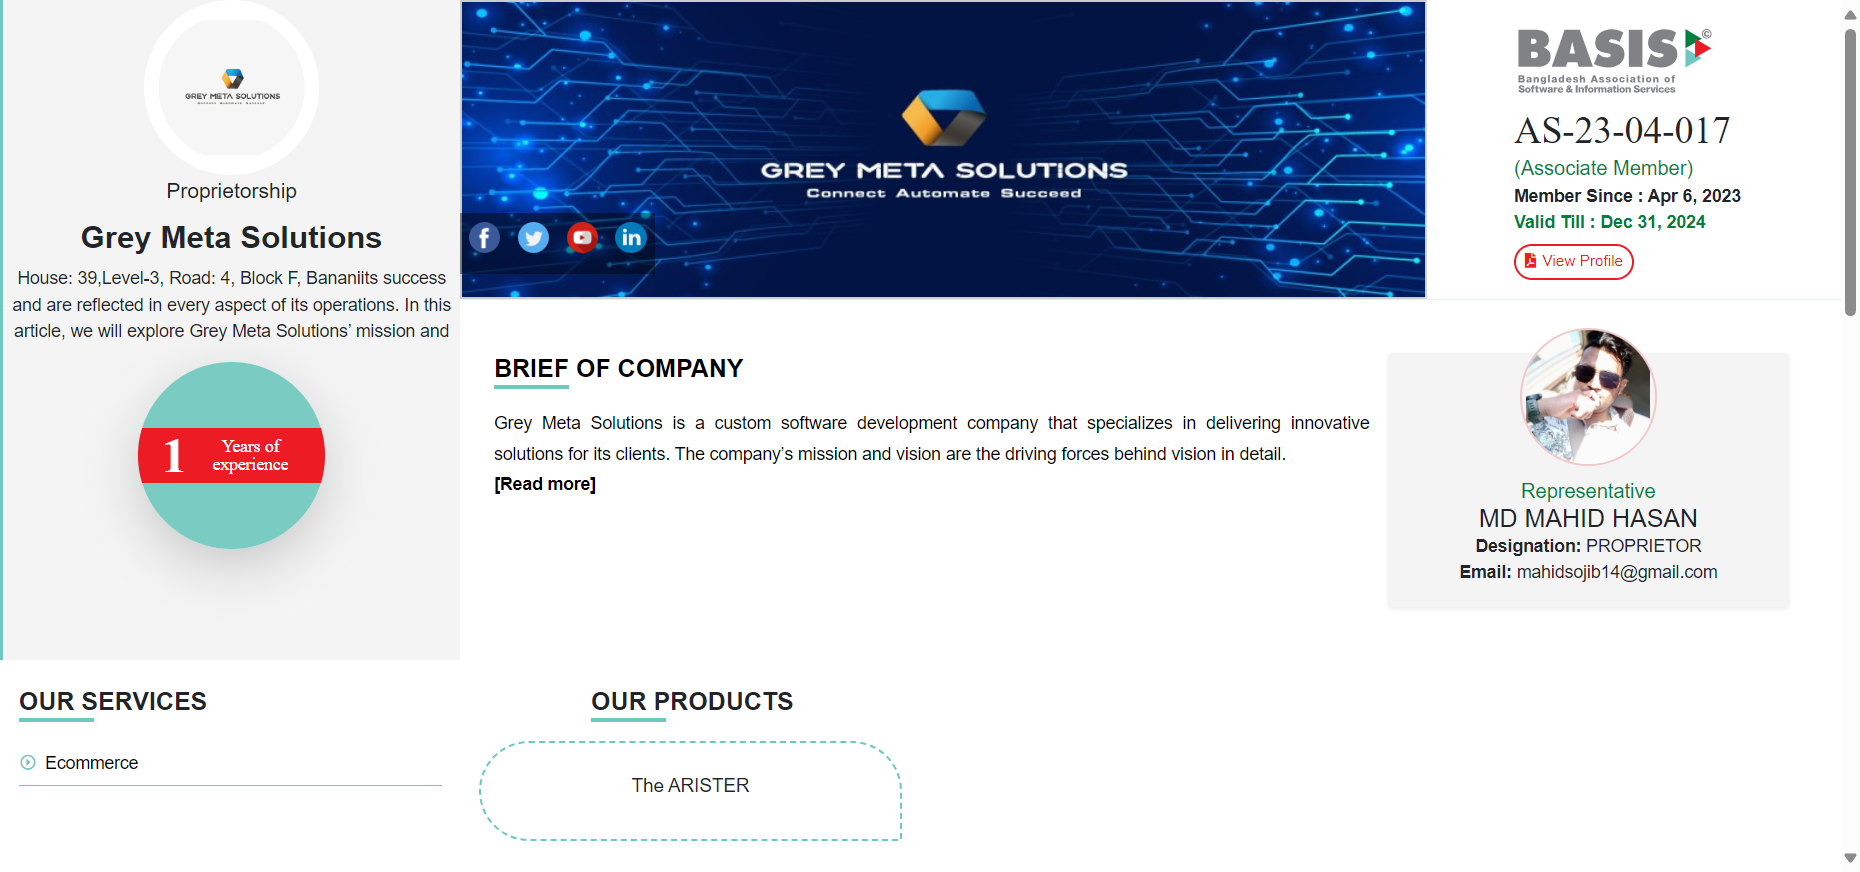 GREY META SOLUTIONS
Proprietorship
Grey Meta Solutions
House: 39,Level-3, Road: 4, Block F, Bananiits success
and are reflected in every aspect of its operations. In this
article, we will explore Grey Meta Solutions’ mission and
1
Years of
experience
GREY META SOLUTIONS
Connect Automate Succeed
BASIS©
Bangladesh Association of
Software & Information Services
AS-23-04-017
(Associate Member)
Member Since : Apr 6, 2023
Valid Till : Dec 31, 2024
View Profile
BRIEF OF COMPANY
Grey Meta Solutions is a custom software development company that specializes in delivering innovative
solutions for its clients. The company’s mission and vision are the driving forces behind vision in detail.
[Read more]
Representative
MD MAHID HASAN
Designation: PROPRIETOR
Email: mahidsojib14@gmail.com
OUR SERVICES
Ecommerce
OUR PRODUCTS
The ARISTER